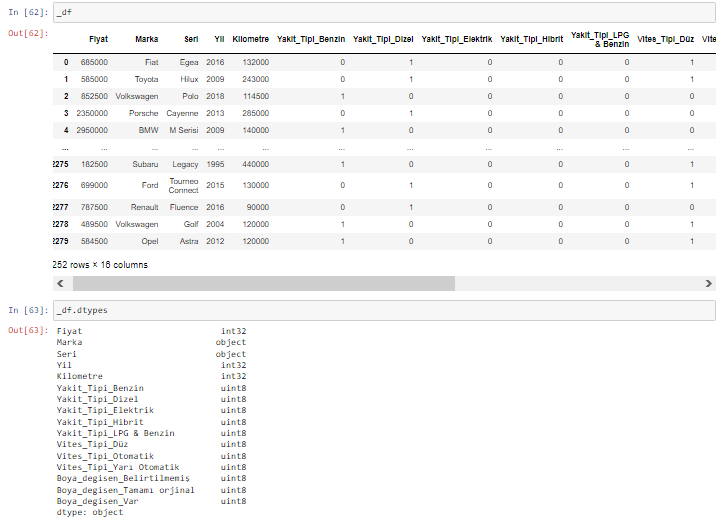 In [62]: _df
Out[62]:
Fiyat Marka Seri Yil Kilometre Yakit_Tipi_Benzin Yakit_Tipi_Dizel Yakit_Tipi_Elektrik Yakit_Tipi_Hibrit Yakit_Tipi_LPG & Benzin Vites_Tipi_Düz Vite
0 685000 Fiat Egea 2016 132000 0 1 0 0 0 1
1 585000 Toyota Hilux 2009 243000 0 1 0 0 0 1
2 852500 Volkswagen Polo 2018 114500 1 0 0 0 0 0
3 2350000 Porsche Cayenne 2013 285000 0 1 0 0 0 0
4 2950000 BMW M Serisi 2009 140000 1 0 0 0 0 0
... ... ... ... ... ... ... ... ... ... ... ...
2275 182500 Subaru Legacy 1995 440000 1 0 0 0 0 1
2276 699000 Ford Tourneo Connect 2015 130000 0 1 0 0 0 1
2277 787500 Renault Fluence 2016 90000 0 1 0 0 0 0
2278 489500 Volkswagen Golf 2004 120000 1 0 0 0 0 1
2279 584500 Opel Astra 2012 120000 1 0 0 0 0 1
252 rows × 16 columns
In [63]: _df.dtypes
Out[63]: Fiyat int32
Marka object
Seri object
Yil int32
Kilometre int32
Yakit_Tipi_Benzin uint8
Yakit_Tipi_Dizel uint8
Yakit_Tipi_Elektrik uint8
Yakit_Tipi_Hibrit uint8
Yakit_Tipi_LPG & Benzin uint8
Vites_Tipi_Düz uint8
Vites_Tipi_Otomatik uint8
Vites_Tipi_Yarı Otomatik uint8
Boya_degisen_Belirtilmemiş uint8
Boya_degisen_Tamamı orjinal uint8
Boya_degisen_Var uint8
dtype: object